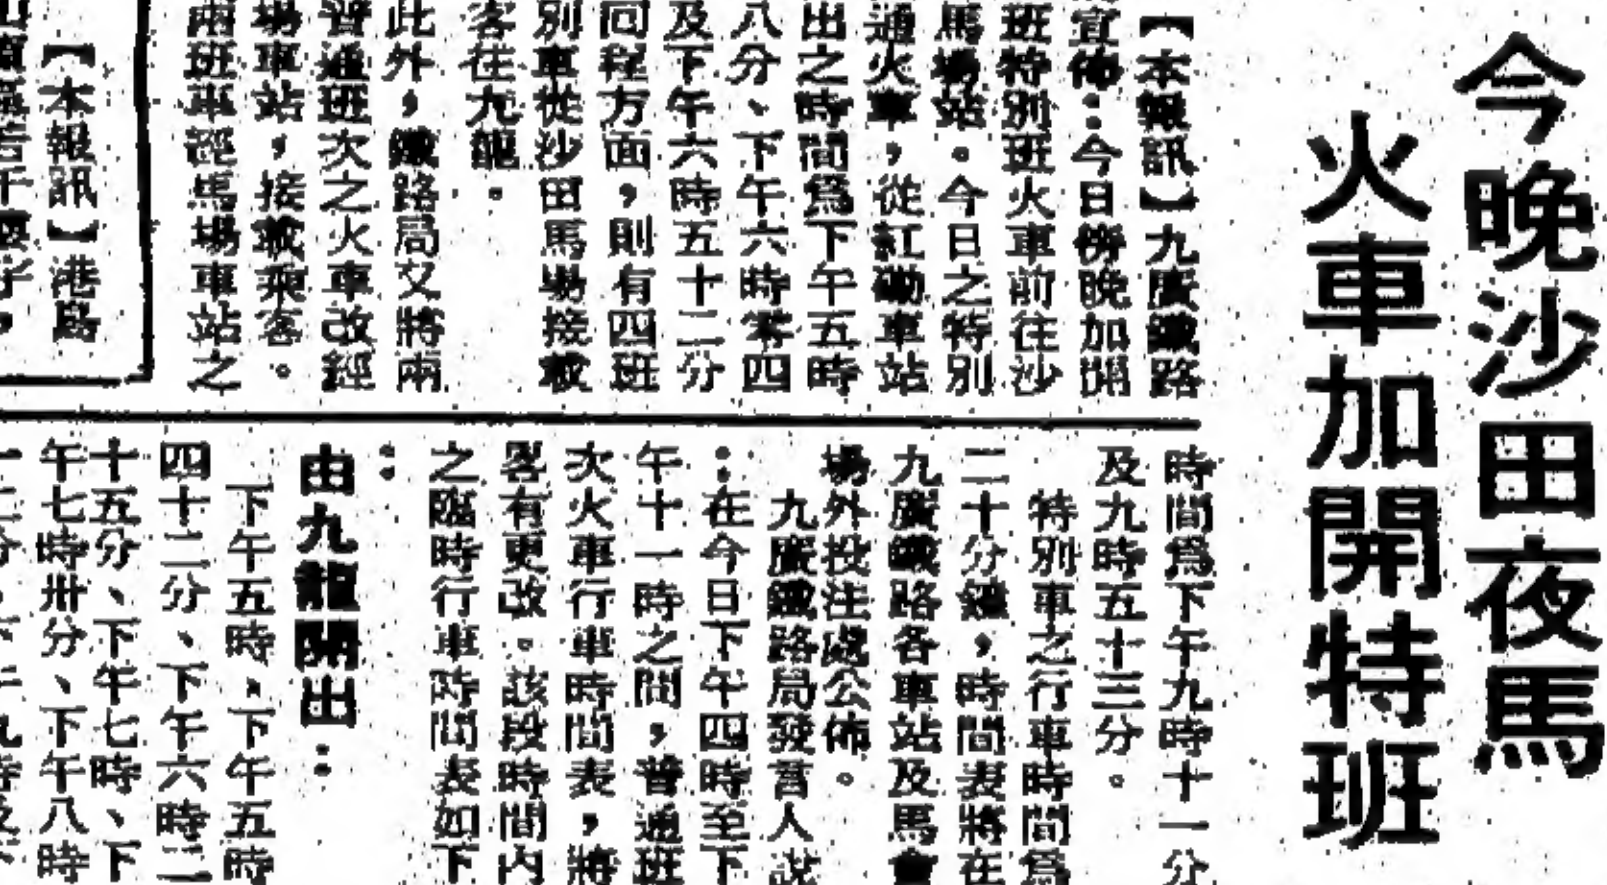 今晚沙田夜馬
火車加開特班
【本報訊】九廣鐵路
宣佈：今日傍晚加開
班特別班火車前往沙
馬場站。今日之特別
通火車，從紅磡車站
出之時間爲下午五時
八分、下午六時零四
及下午六時五十二分
回程方面，則有四班
別車從沙田馬場接載
客往九龍。
此外，鐵路局又將兩
普通班次之火車改經
場車站，接載乘客。
兩班車經馬場車站之
時間爲下午九時十一分
及九時五十三分。
特別車之行車時間爲
二十分鐘，時間表將在
九廣鐵路各車站及馬會
場外投注處公佈。
九廣鐵路局發言人說
：在今日下午四時至下
午十一時之間，普通班
次火車行車時間表，將
畧有更改。該段時間內
之臨時行車時間表如下
：
由九龍開出：
下午五時，下午五時
四十二分、下午六時二
十五分、下午七時、下
午七時卅分、下午八時
【本報訊】港島